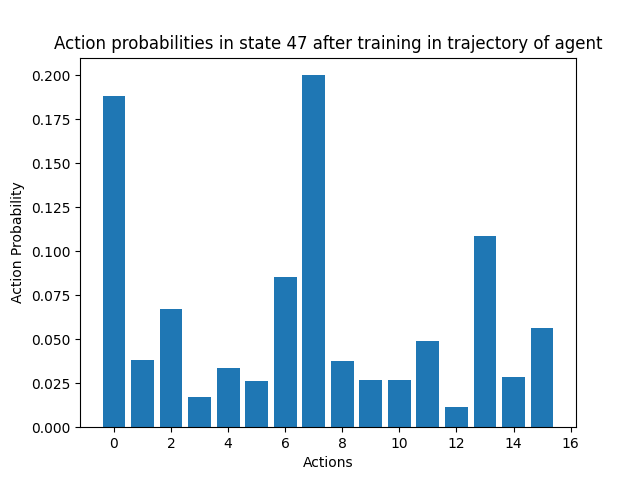 Action probabilities in state 47 after training in trajectory of agent
0.200
0.175
0.150
0.125
0.100
0.075
0.050
0.025
0.000
Action Probability
0 2 4 6 8 10 12 14 16
Actions